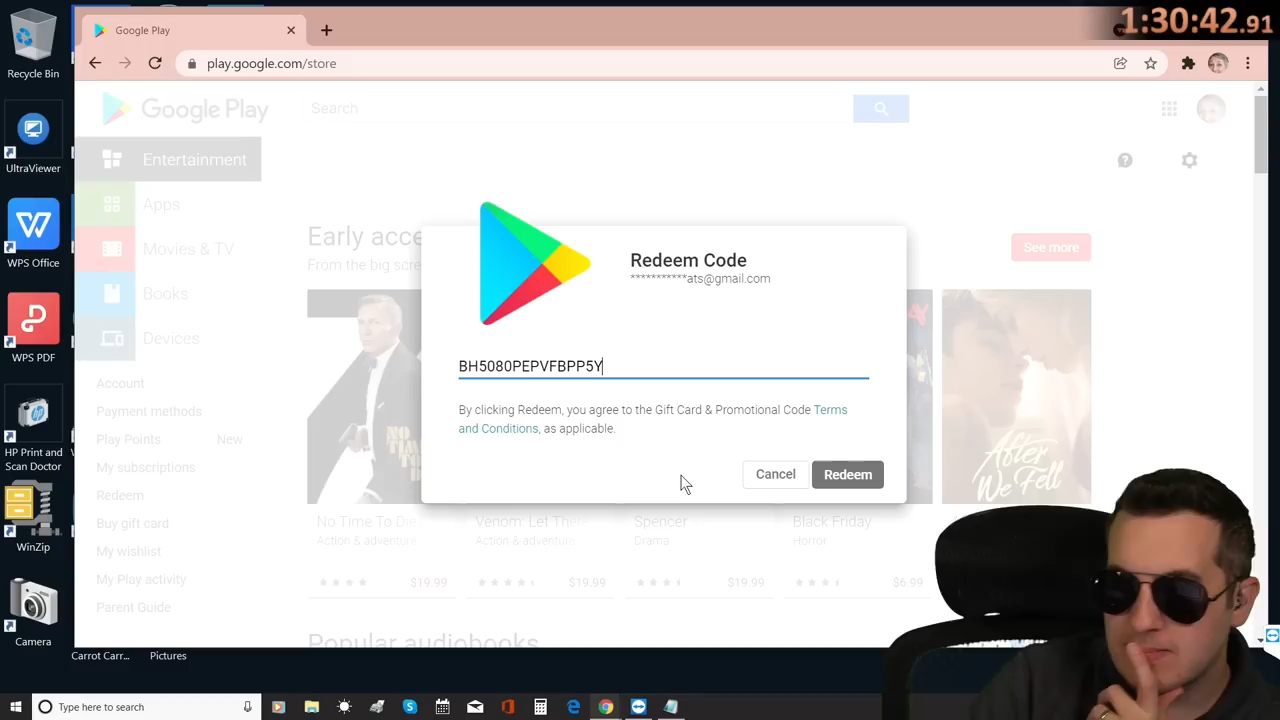 1:30:42.91
Google Play
play.google.com/store
Recycle Bin
UltraViewer
WPS Office
WPS PDF
HP Print and
Scan Doctor
WinZip
Camera
Carrot Carr...
Pictures
Google Play
Search
Entertainment
Apps
Movies & TV
Books
Devices
Account
Payment methods
Play Points New
My subscriptions
Redeem
Buy gift card
My wishlist
My Play activity
Parent Guide
Early acce
From the big scre
See more
Redeem Code
***********ats@gmail.com
BH5080PEPVFBPP5Y
By clicking Redeem, you agree to the Gift Card & Promotional Code Terms
and Conditions, as applicable.
Cancel
Redeem
AFTER
WE FELL
No Time To Die
Action & adventure
$19.99
Venom: Let There
Action & adventure
$19.99
Spencer
Drama
$19.99
Black Friday
Horror
$6.99
Popular audiobooks
Type here to search